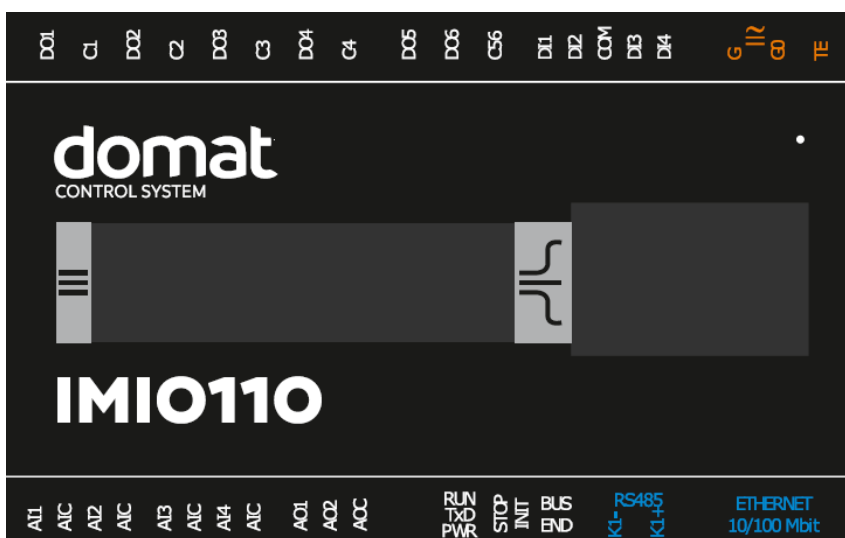 DO1 C1 DO2 C2 DO3 C3 DO4 C4 DO5 DO6 C56 DI1 DI2 COM DI3 DI4 G ≂ G0 TE
domat
CONTROL SYSTEM
IMIO110
AI1 AIC AI2 AIC AI3 AIC AI4 AIC AO1 AO2 AOC
RUN
TxD
PWR
STOP
INIT
BUS
END
RS485
K1- K1+
ETHERNET
10/100 Mbit